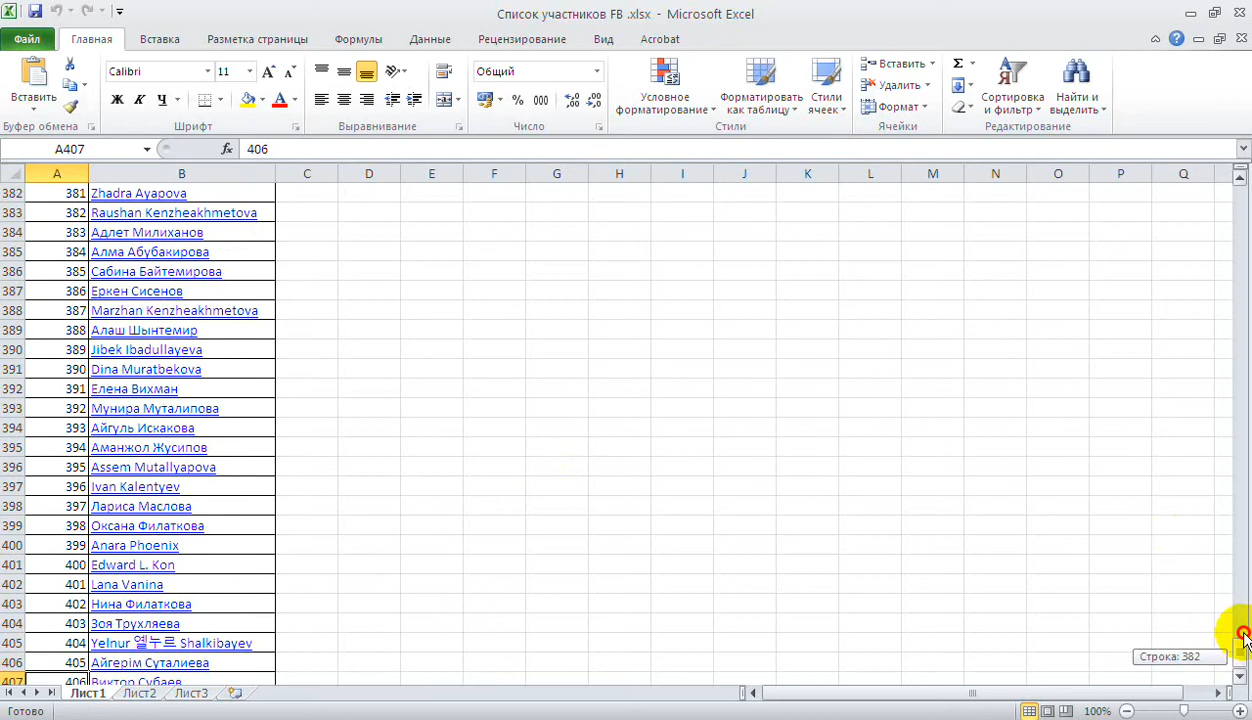 Список участников FB .xlsx - Microsoft Excel
Файл Главная Вставка Разметка страницы Формулы Данные Рецензирование Вид Acrobat
Вставить
Буфер обмена
Calibri 11
Ж К Ч
Шрифт
Выравнивание
Общий
% 000
Число
Условное форматирование
Форматировать как таблицу
Стили ячеек
Стили
Вставить
Удалить
Формат
Ячейки
Σ
Сортировка и фильтр
Найти и выделить
Редактирование
A407 fx 406
A B C D E F G H I J K L M N O P Q
382 381 Zhadra Ayapova
383 382 Raushan Kenzheakhmetova
384 383 Адлет Милиханов
385 384 Алма Абубакирова
386 385 Сабина Байтемирова
387 386 Еркен Сисенов
388 387 Marzhan Kenzheakhmetova
389 388 Алаш Шынтемир
390 389 Jibek Ibadullayeva
391 390 Dina Muratbekova
392 391 Елена Вихман
393 392 Мунира Муталипова
394 393 Айгуль Искакова
395 394 Аманжол Жусипов
396 395 Assem Mutallyapova
397 396 Ivan Kalentyev
398 397 Лариса Маслова
399 398 Оксана Филаткова
400 399 Anara Phoenix
401 400 Edward L. Kon
402 401 Lana Vanina
403 402 Нина Филаткова
404 403 Зоя Трухляева
405 404 Yelnur 옐누르 Shalkibayev
406 405 Айгерім Суталиева
407 406 Виктор Субаев
Строка: 382
Лист1 Лист2 Лист3
Готово 100%